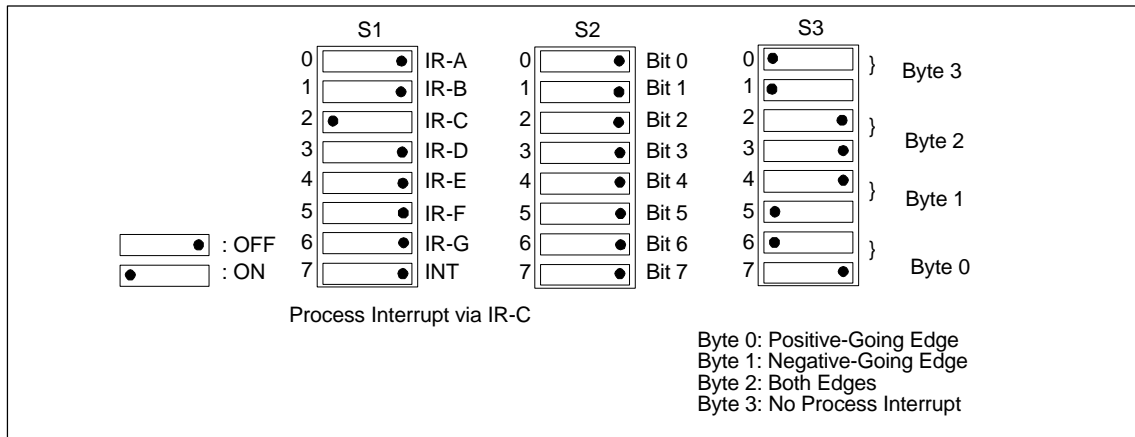 S1 S2 S3
0 IR-A 0 Bit 0 0 } Byte 3
1 IR-B 1 Bit 1 1
2 IR-C 2 Bit 2 2 } Byte 2
3 IR-D 3 Bit 3 3
4 IR-E 4 Bit 4 4 } Byte 1
5 IR-F 5 Bit 5 5
: OFF 6 IR-G 6 Bit 6 6 } Byte 0
: ON 7 INT 7 Bit 7 7
Process Interrupt via IR-C
Byte 0: Positive-Going Edge
Byte 1: Negative-Going Edge
Byte 2: Both Edges
Byte 3: No Process Interrupt